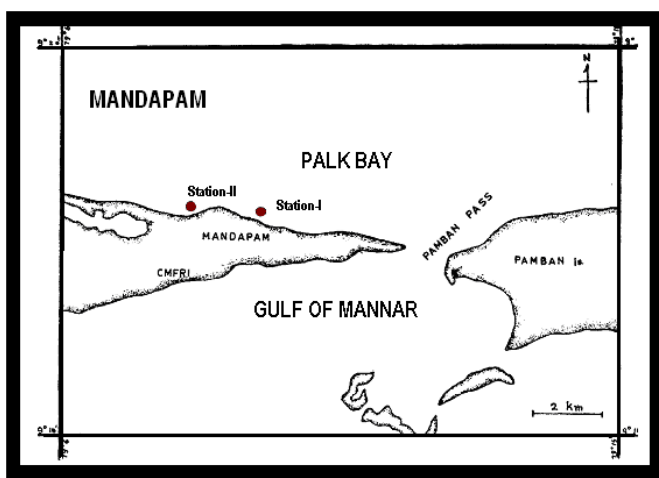 MANDAPAM
N
PALK BAY
Station-II
Station-I
MANDAPAM
PAMBAN PASS
PAMBAN Is.
CMFRI
GULF OF MANNAR
2 km